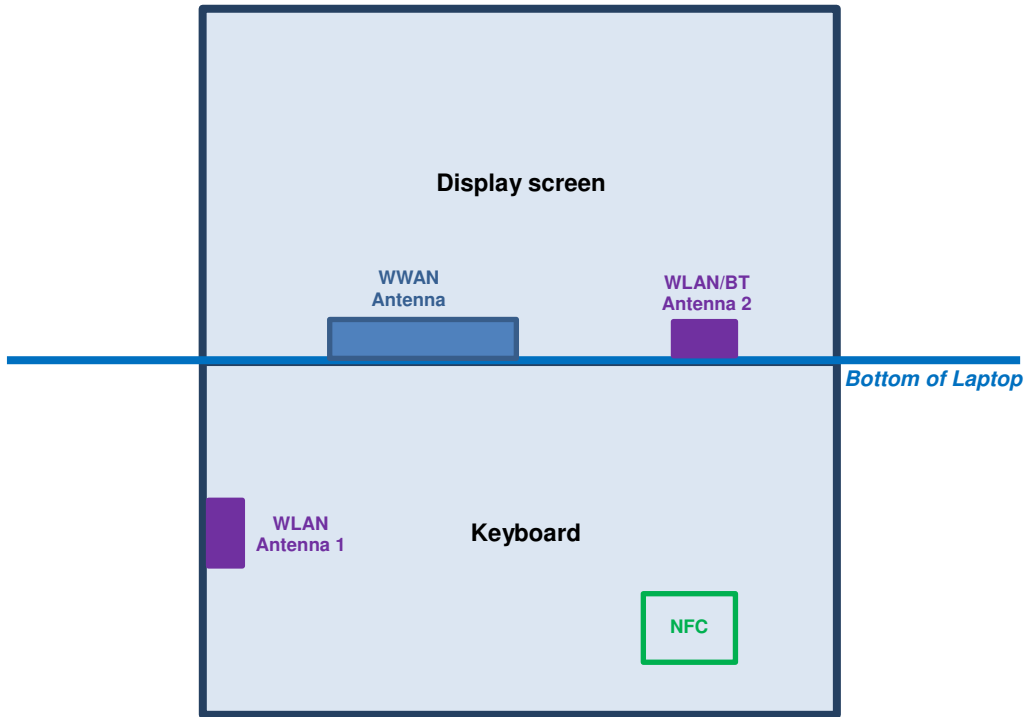 Display screen
WWAN
Antenna
WLAN/BT
Antenna 2
Bottom of Laptop
WLAN
Antenna 1
Keyboard
NFC